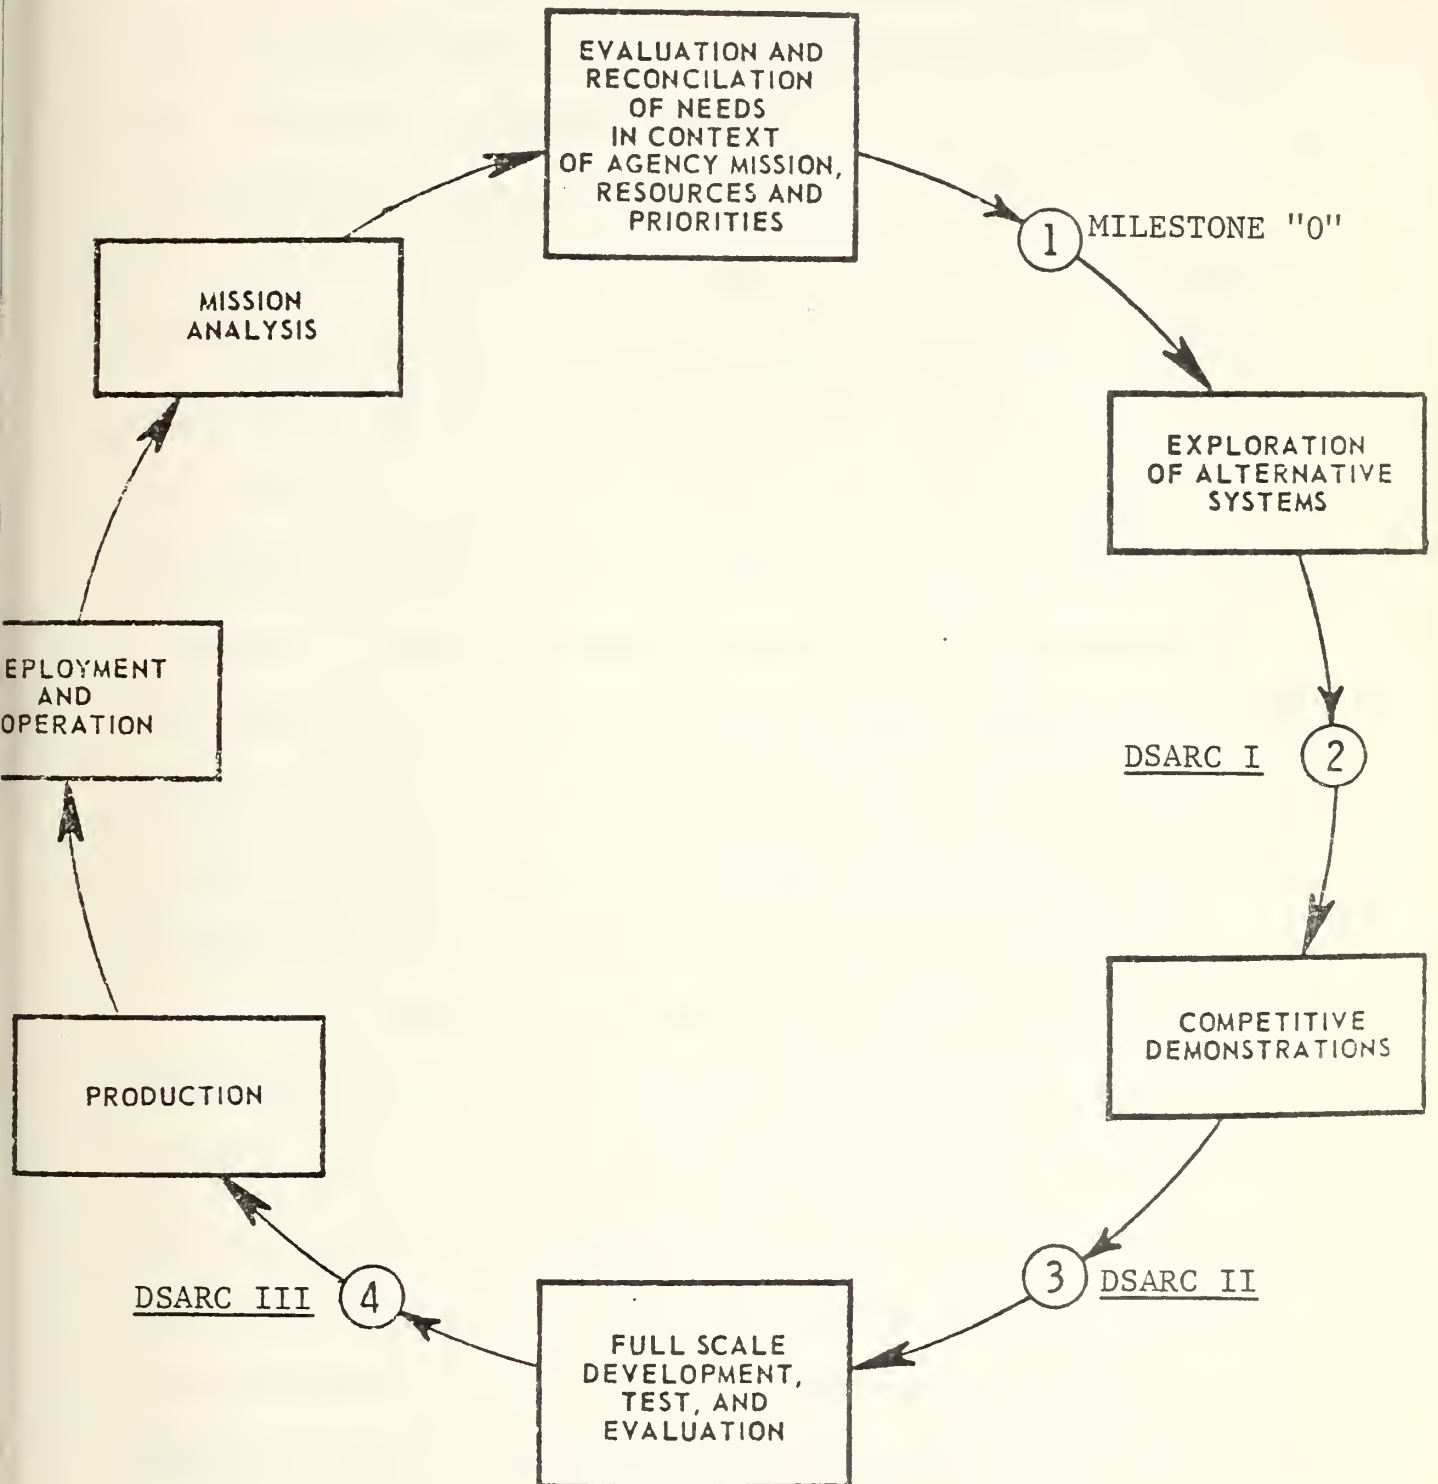 EVALUATION AND
RECONCILATION
OF NEEDS
IN CONTEXT
OF AGENCY MISSION,
RESOURCES AND
PRIORITIES
1
MILESTONE "0"
MISSION
ANALYSIS
EXPLORATION
OF ALTERNATIVE
SYSTEMS
EPLOYMENT
AND
OPERATION
DSARC I
2
COMPETITIVE
DEMONSTRATIONS
PRODUCTION
3
DSARC II
DSARC III
4
FULL SCALE
DEVELOPMENT,
TEST, AND
EVALUATION